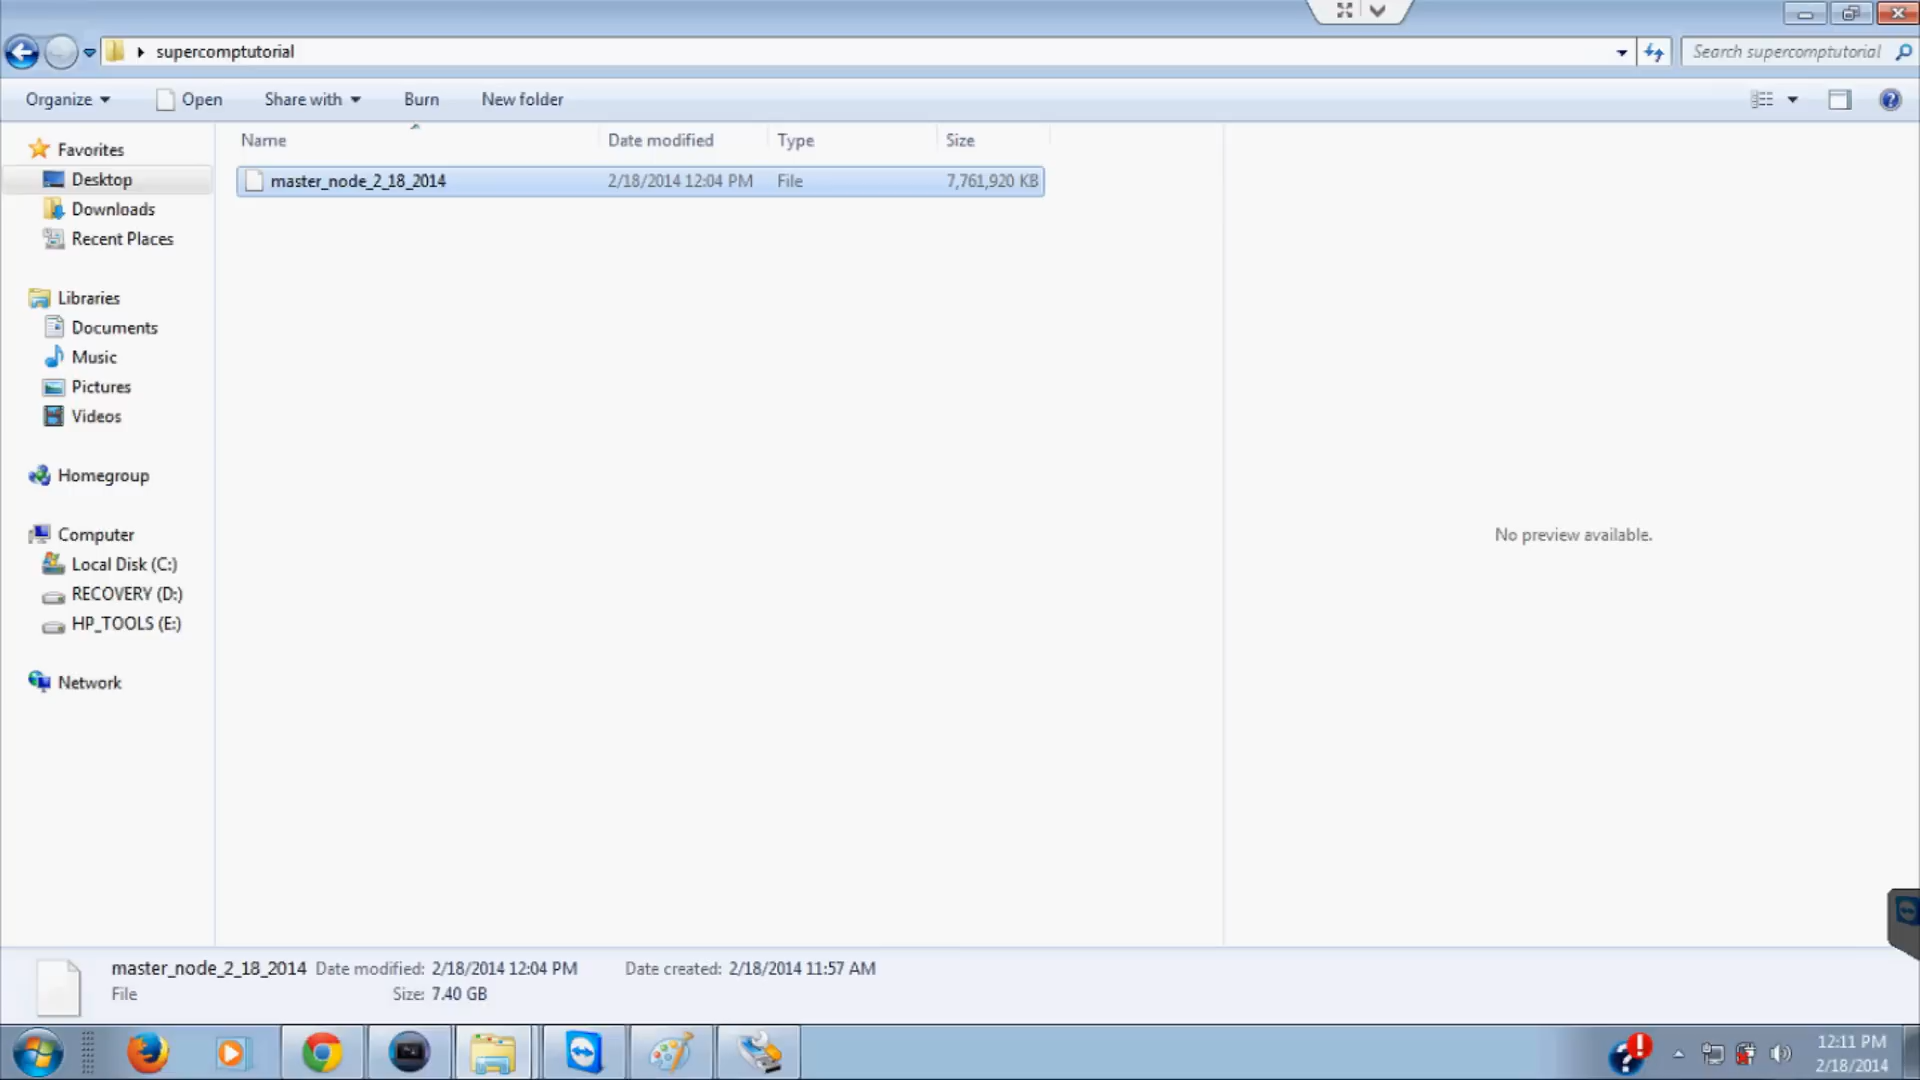 supercomptutorial
Search supercomptutorial
Organize
Open
Share with
Burn
New folder
Name
Date modified
Type
Size
master_node_2_18_2014
2/18/2014 12:04 PM
File
7,761,920 KB
Favorites
Desktop
Downloads
Recent Places
Libraries
Documents
Music
Pictures
Videos
Homegroup
Computer
Local Disk (C:)
RECOVERY (D:)
HP_TOOLS (E:)
Network
No preview available.
master_node_2_18_2014 Date modified: 2/18/2014 12:04 PM Date created: 2/18/2014 11:57 AM
File Size: 7.40 GB
12:11 PM
2/18/2014